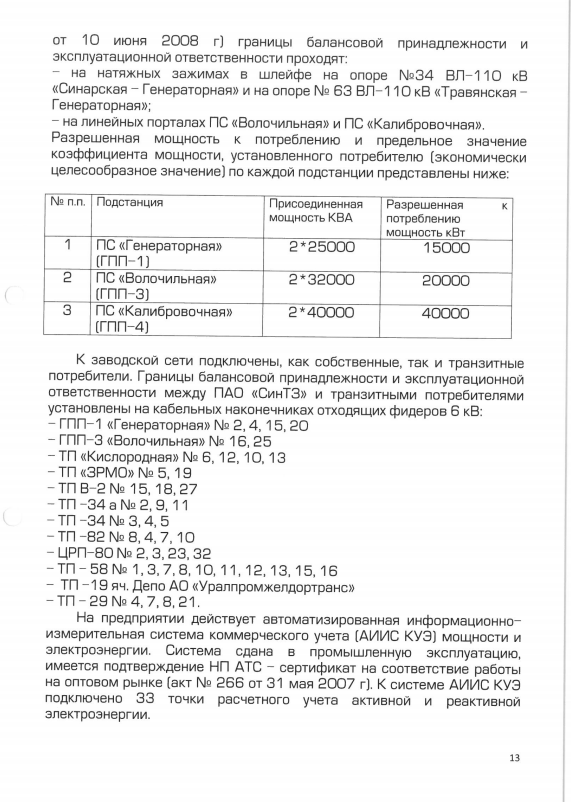 от 10 июня 2008 г) границы балансовой принадлежности и
эксплуатационной ответственности проходят:
– на натяжных зажимах в шлейфе на опоре №34 ВЛ-110 кВ
«Синарская – Генераторная» и на опоре № 63 ВЛ-110 кВ «Травянская –
Генераторная»;
– на линейных порталах ПС «Волочильная» и ПС «Калибровочная».
Разрешенная мощность к потреблению и предельное значение
коэффициента мощности, установленного потребителю (экономически
целесообразное значение) по каждой подстанции представлены ниже:
№ п.п. Подстанция Присоединенная Разрешенная к
мощность КВА потреблению
мощность кВт
1 ПС «Генераторная» 2*25000 15000
(ГПП-1)
2 ПС «Волочильная» 2*32000 20000
(ГПП-3)
3 ПС «Калибровочная» 2*40000 40000
(ГПП-4)
К заводской сети подключены, как собственные, так и транзитные
потребители. Границы балансовой принадлежности и эксплуатационной
ответственности между ПАО «СинТЗ» и транзитными потребителями
установлены на кабельных наконечниках отходящих фидеров 6 кВ:
– ГПП-1 «Генераторная» № 2, 4, 15, 20
– ГПП-3 «Волочильная» № 16, 25
– ТП «Кислородная» № 6, 12, 10, 13
– ТП «ЗРМО» № 5, 19
– ТП В-2 № 15, 18, 27
– ТП -34 а № 2, 9, 11
– ТП -34 № 3, 4, 5
– ТП -82 № 8, 4, 7, 10
– ЦРП-80 № 2, 3, 23, 32
– ТП – 58 № 1, 3, 7, 8, 10, 11, 12, 13, 15, 16
– ТП -19 яч. Депо АО «Уралпромжелдортранс»
– ТП - 29 № 4, 7, 8, 21.
На предприятии действует автоматизированная информационно-
измерительная система коммерческого учета (АИИС КУЭ) мощности и
электроэнергии. Система сдана в промышленную эксплуатацию,
имеется подтверждение НП АТС – сертификат на соответствие работы
на оптовом рынке (акт № 266 от 31 мая 2007 г). К системе АИИС КУЭ
подключено 33 точки расчетного учета активной и реактивной
электроэнергии.
13